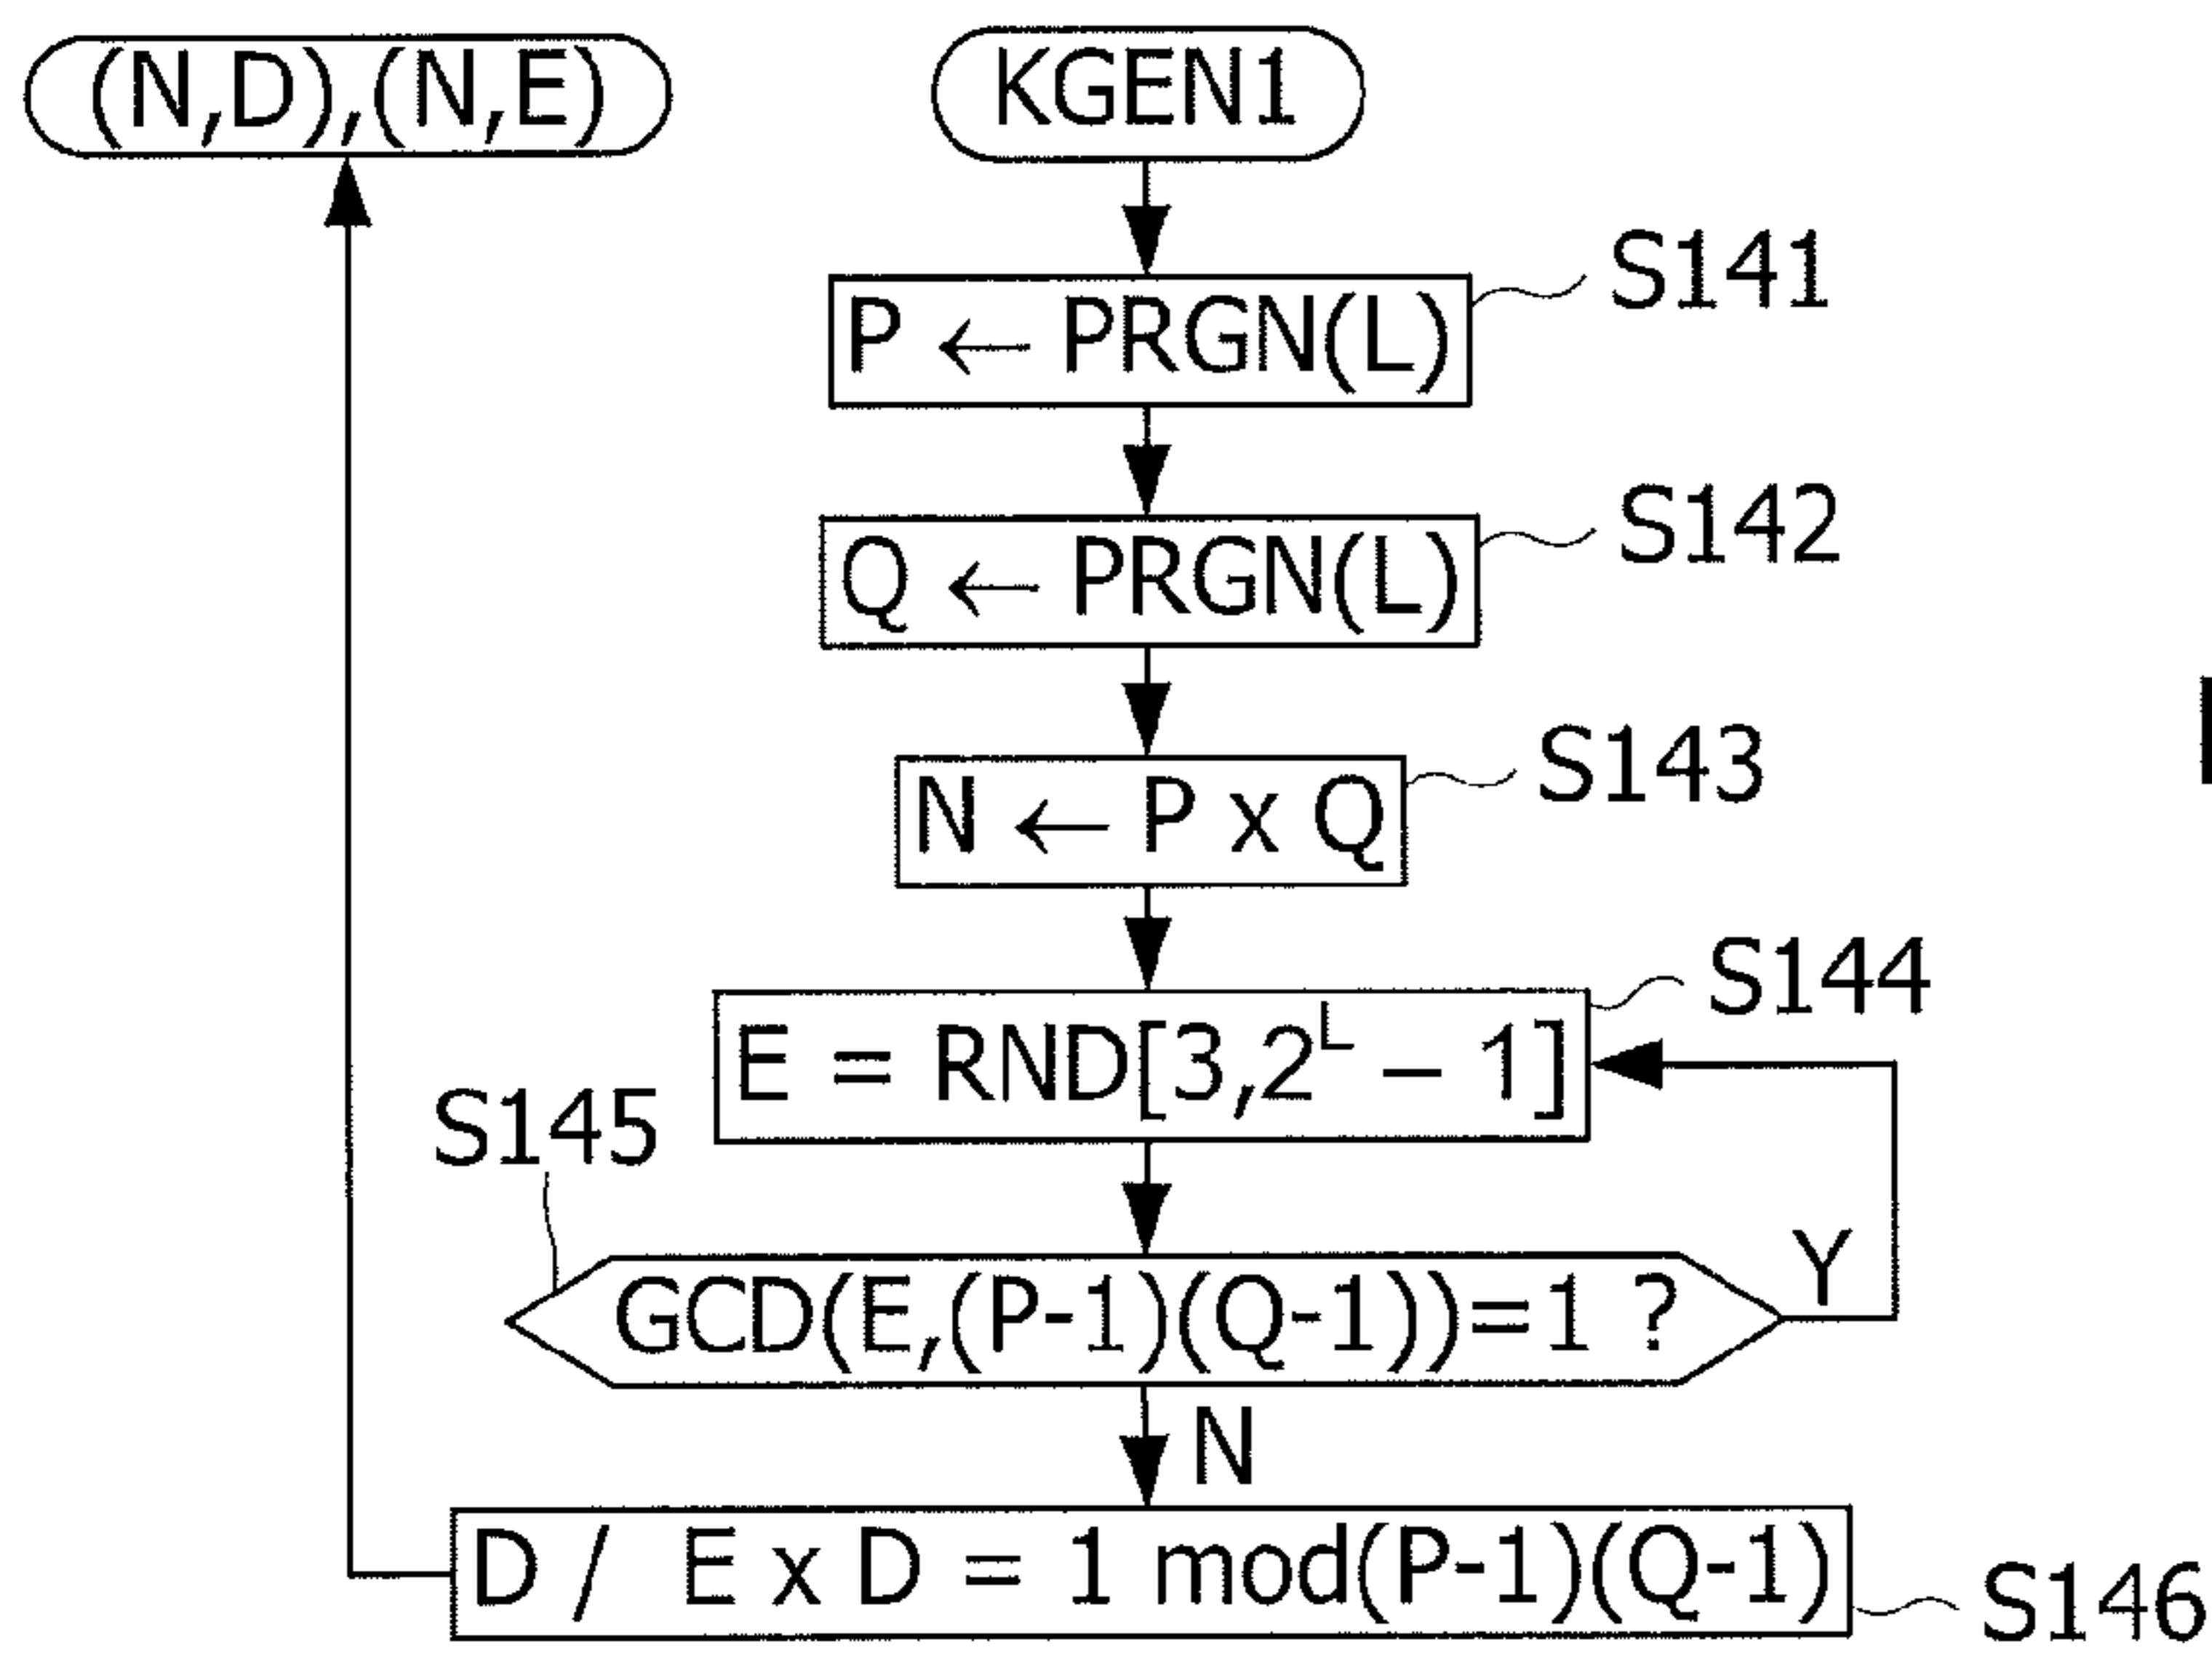 (N,D),(N,E)
KGEN1
S141
P ← PRGN(L)
S142
Q ← PRGN(L)
S143
N ← P x Q
S144
E = RND[3,2^L – 1]
S145
GCD(E,(P-1)(Q-1))=1 ?
Y
N
D / E x D = 1 mod(P-1)(Q-1)
S146